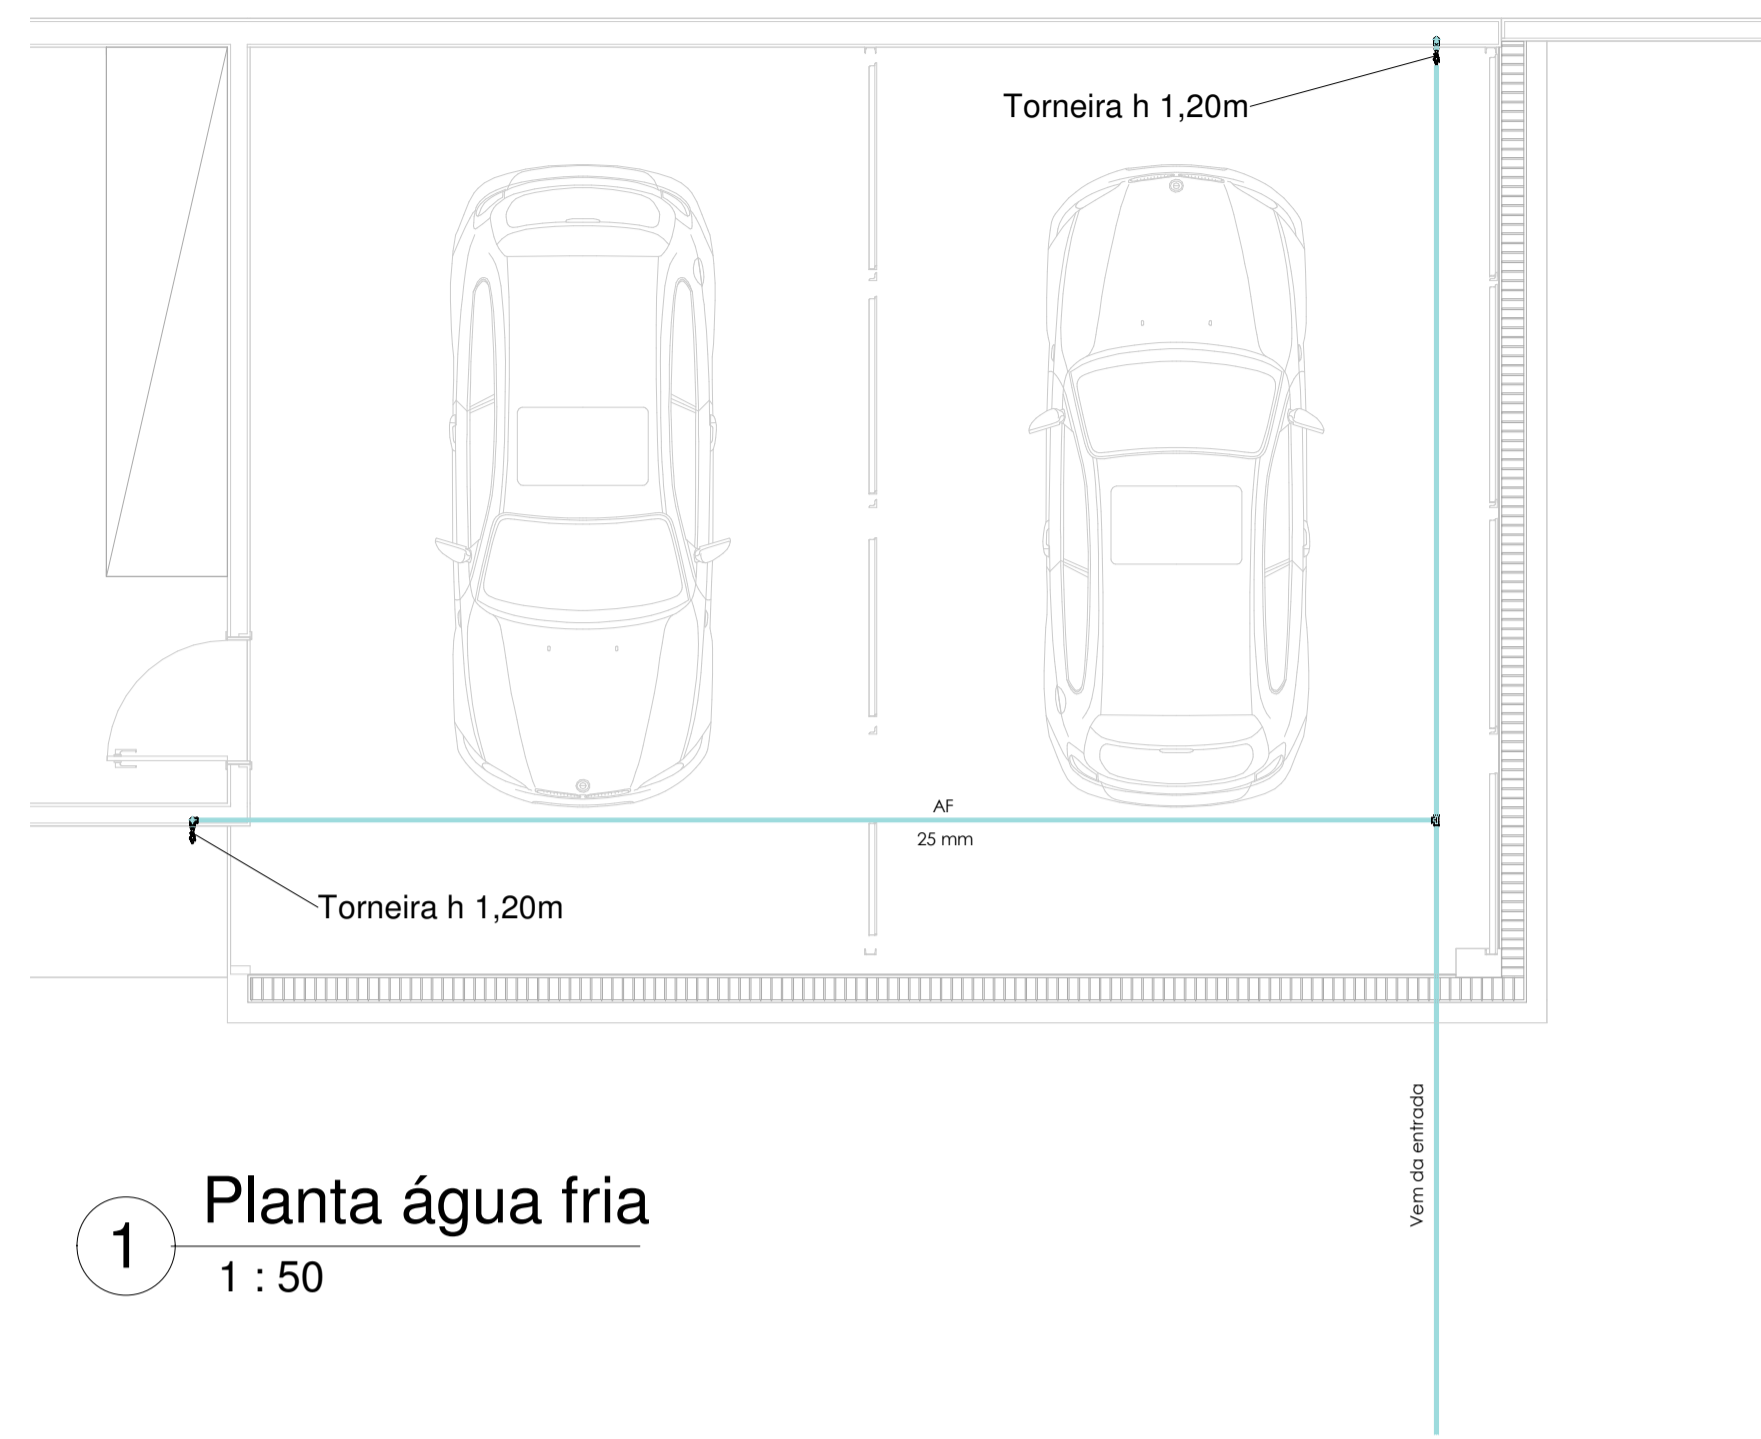 Torneira h 1,20m
AF
25 mm
Torneira h 1,20m
Vem da entrada
1
Planta água fria
1 : 50